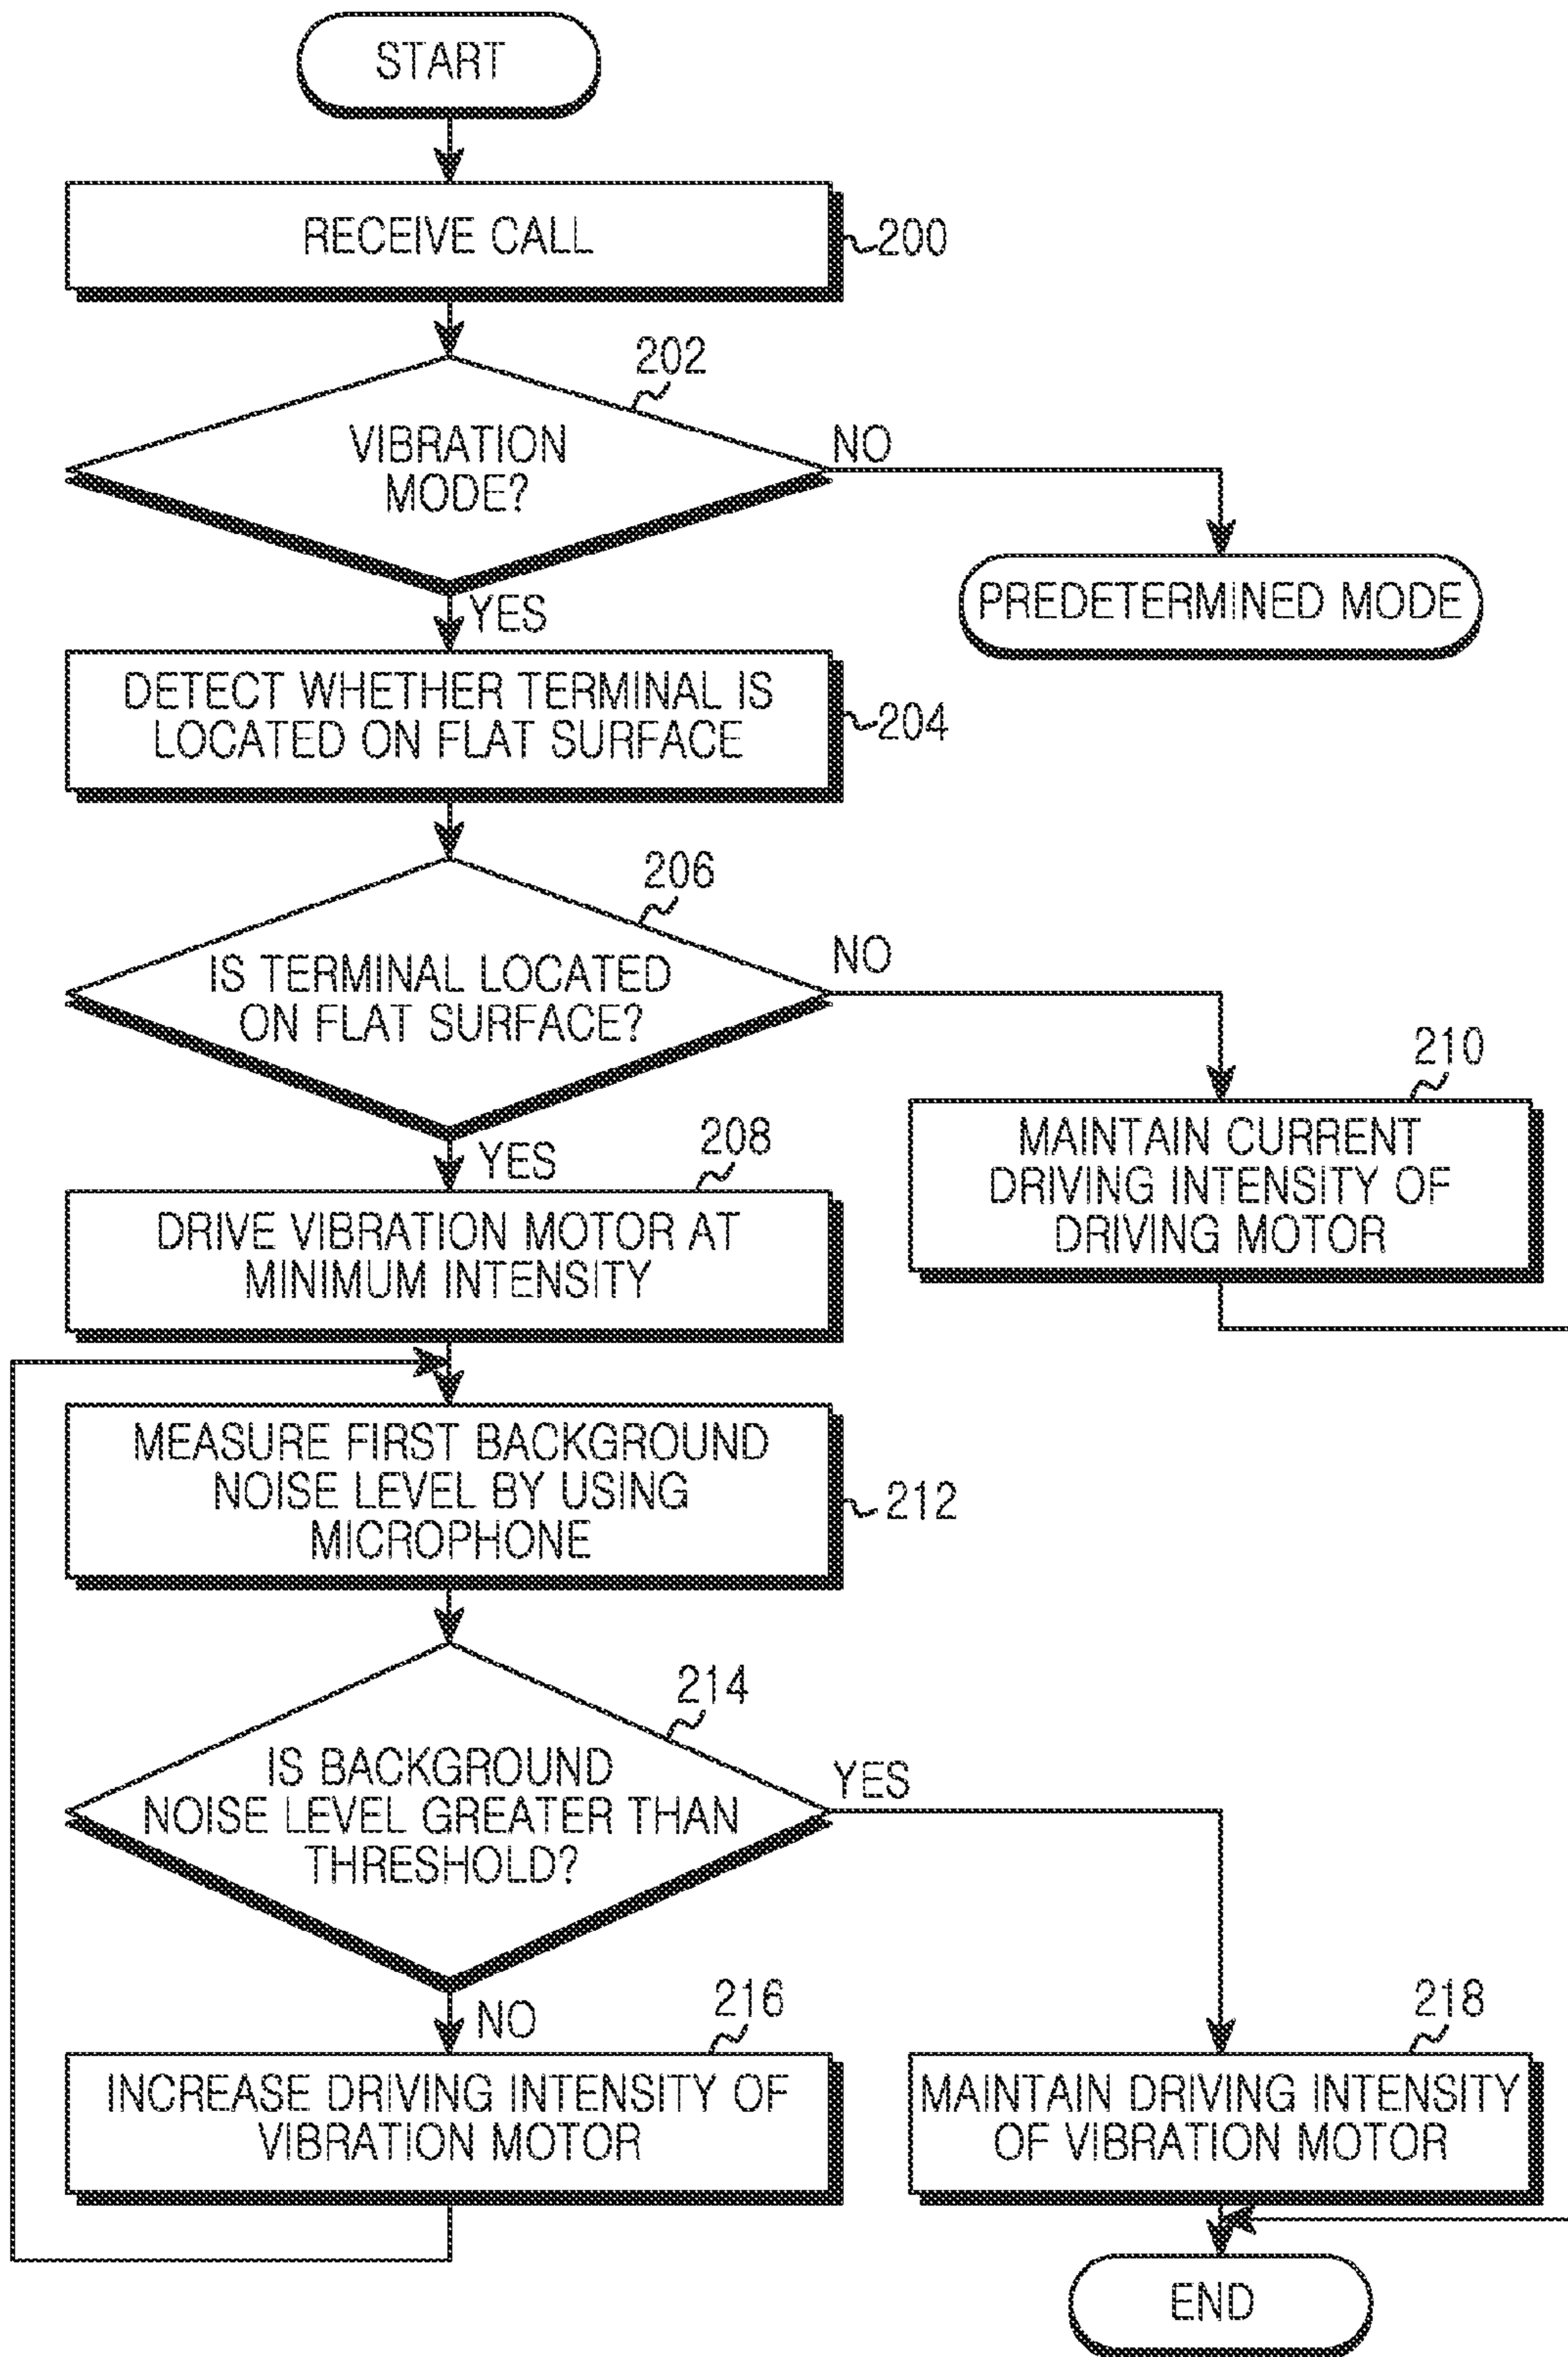 START
RECEIVE CALL
200
202
VIBRATION
MODE?
NO
PREDETERMINED MODE
YES
DETECT WHETHER TERMINAL IS
LOCATED ON FLAT SURFACE
204
206
IS TERMINAL LOCATED
ON FLAT SURFACE?
NO
210
MAINTAIN CURRENT
DRIVING INTENSITY OF
DRIVING MOTOR
YES
208
DRIVE VIBRATION MOTOR AT
MINIMUM INTENSITY
MEASURE FIRST BACKGROUND
NOISE LEVEL BY USING
MICROPHONE
212
214
IS BACKGROUND
NOISE LEVEL GREATER THAN
THRESHOLD?
YES
NO
216
INCREASE DRIVING INTENSITY OF
VIBRATION MOTOR
218
MAINTAIN DRIVING INTENSITY
OF VIBRATION MOTOR
END